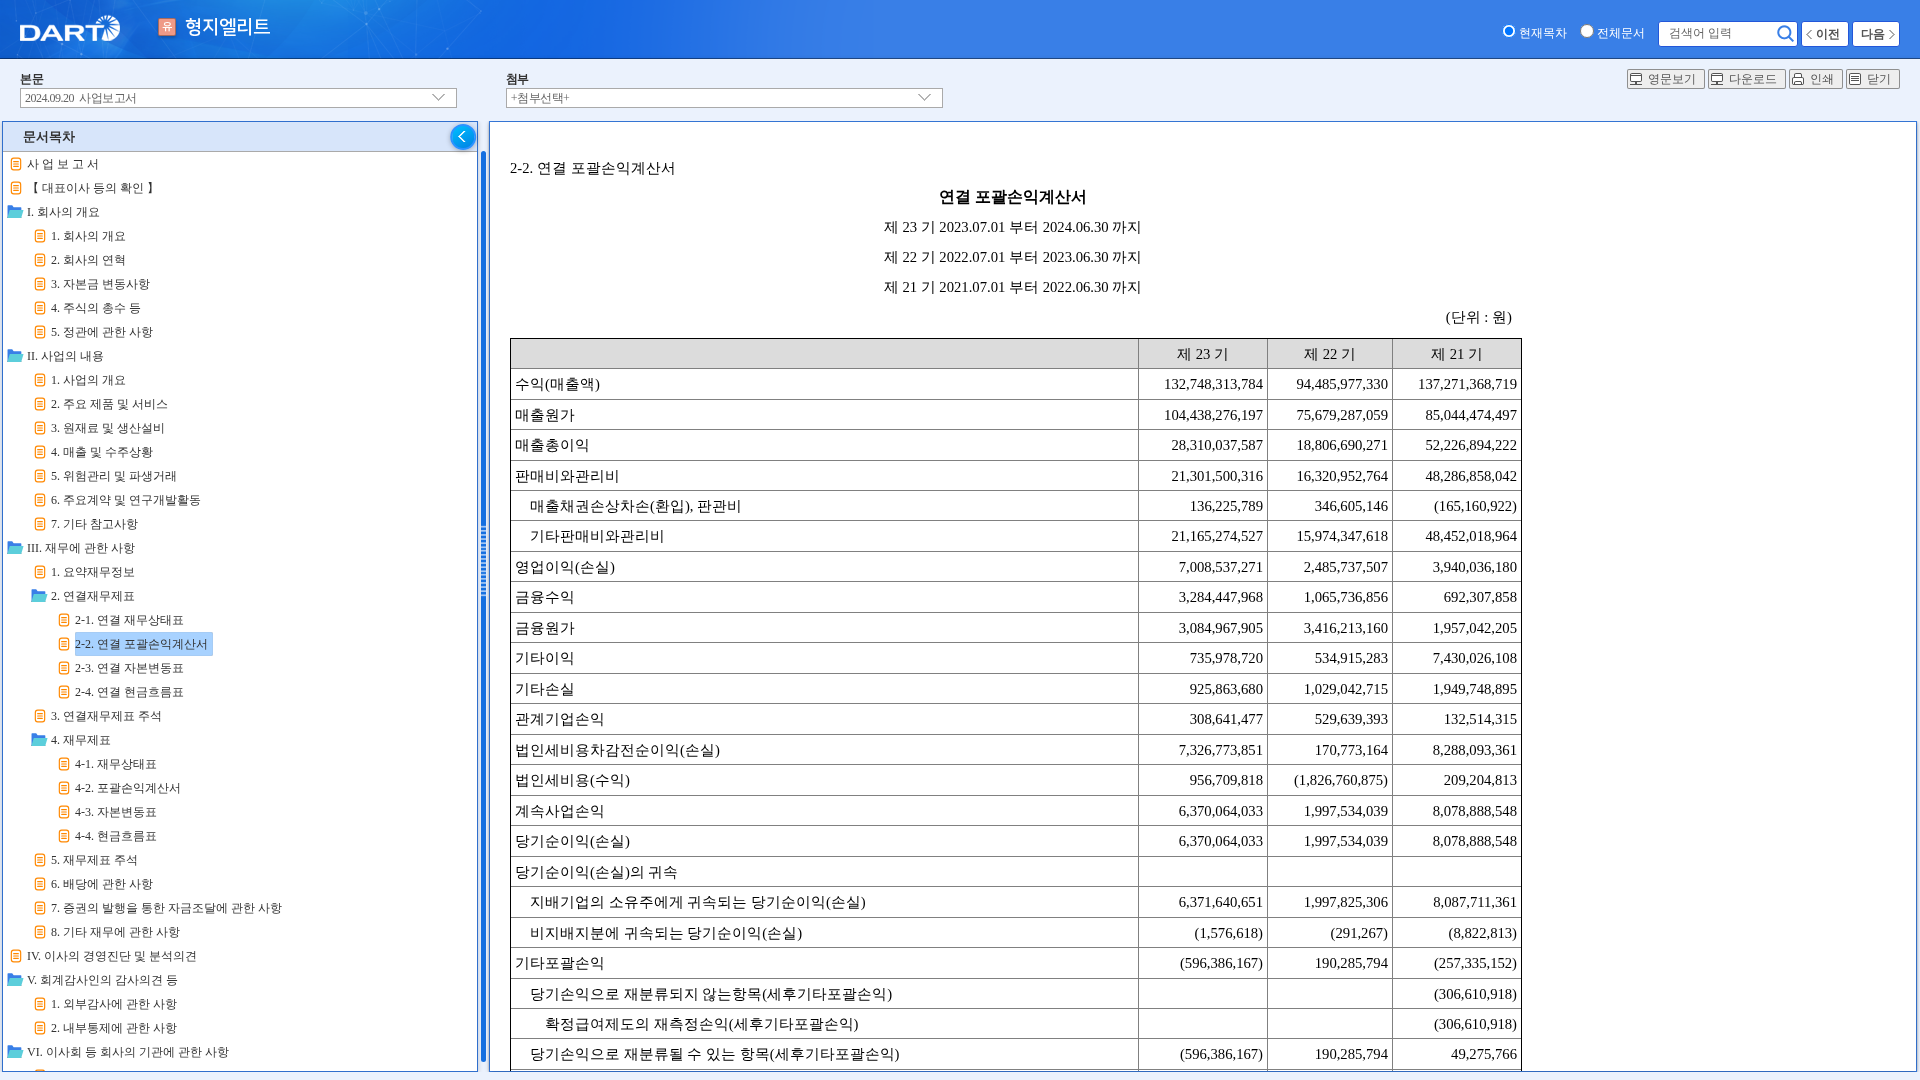 DART
유 형지엘리트
현재목차 전체문서 검색어 입력 이전 다음
본문
2024.09.20 사업보고서
첨부
+첨부선택+
영문보기 다운로드 인쇄 닫기
문서목차
사 업 보 고 서
【 대표이사 등의 확인 】
I. 회사의 개요
1. 회사의 개요
2. 회사의 연혁
3. 자본금 변동사항
4. 주식의 총수 등
5. 정관에 관한 사항
II. 사업의 내용
1. 사업의 개요
2. 주요 제품 및 서비스
3. 원재료 및 생산설비
4. 매출 및 수주상황
5. 위험관리 및 파생거래
6. 주요계약 및 연구개발활동
7. 기타 참고사항
III. 재무에 관한 사항
1. 요약재무정보
2. 연결재무제표
2-1. 연결 재무상태표
2-2. 연결 포괄손익계산서
2-3. 연결 자본변동표
2-4. 연결 현금흐름표
3. 연결재무제표 주석
4. 재무제표
4-1. 재무상태표
4-2. 포괄손익계산서
4-3. 자본변동표
4-4. 현금흐름표
5. 재무제표 주석
6. 배당에 관한 사항
7. 증권의 발행을 통한 자금조달에 관한 사항
8. 기타 재무에 관한 사항
IV. 이사의 경영진단 및 분석의견
V. 회계감사인의 감사의견 등
1. 외부감사에 관한 사항
2. 내부통제에 관한 사항
VI. 이사회 등 회사의 기관에 관한 사항
2-2. 연결 포괄손익계산서
연결 포괄손익계산서
제 23 기 2023.07.01 부터 2024.06.30 까지
제 22 기 2022.07.01 부터 2023.06.30 까지
제 21 기 2021.07.01 부터 2022.06.30 까지
(단위 : 원)
제 23 기 제 22 기 제 21 기
수익(매출액) 132,748,313,784 94,485,977,330 137,271,368,719
매출원가 104,438,276,197 75,679,287,059 85,044,474,497
매출총이익 28,310,037,587 18,806,690,271 52,226,894,222
판매비와관리비 21,301,500,316 16,320,952,764 48,286,858,042
매출채권손상차손(환입), 판관비 136,225,789 346,605,146 (165,160,922)
기타판매비와관리비 21,165,274,527 15,974,347,618 48,452,018,964
영업이익(손실) 7,008,537,271 2,485,737,507 3,940,036,180
금융수익 3,284,447,968 1,065,736,856 692,307,858
금융원가 3,084,967,905 3,416,213,160 1,957,042,205
기타이익 735,978,720 534,915,283 7,430,026,108
기타손실 925,863,680 1,029,042,715 1,949,748,895
관계기업손익 308,641,477 529,639,393 132,514,315
법인세비용차감전순이익(손실) 7,326,773,851 170,773,164 8,288,093,361
법인세비용(수익) 956,709,818 (1,826,760,875) 209,204,813
계속사업손익 6,370,064,033 1,997,534,039 8,078,888,548
당기순이익(손실) 6,370,064,033 1,997,534,039 8,078,888,548
당기순이익(손실)의 귀속
지배기업의 소유주에게 귀속되는 당기순이익(손실) 6,371,640,651 1,997,825,306 8,087,711,361
비지배지분에 귀속되는 당기순이익(손실) (1,576,618) (291,267) (8,822,813)
기타포괄손익 (596,386,167) 190,285,794 (257,335,152)
당기손익으로 재분류되지 않는항목(세후기타포괄손익) (306,610,918)
확정급여제도의 재측정손익(세후기타포괄손익) (306,610,918)
당기손익으로 재분류될 수 있는 항목(세후기타포괄손익) (596,386,167) 190,285,794 49,275,766